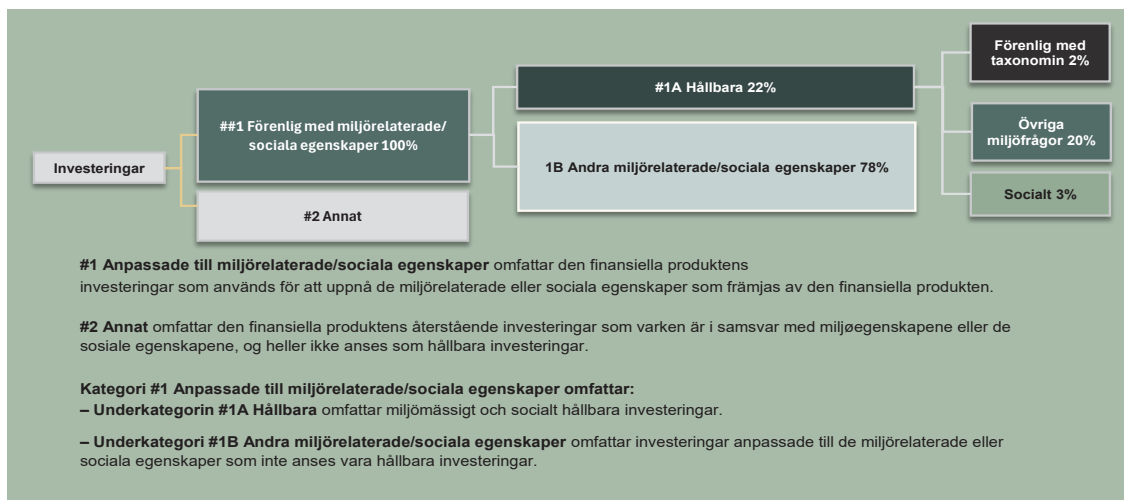 Investeringar
##1 Förenlig med miljörelaterade/
sociala egenskaper 100%
#2 Annat
#1A Hållbara 22%
1B Andra miljörelaterade/sociala egenskaper 78%
Förenlig med
taxonomin 2%
Övriga
miljöfrågor 20%
Socialt 3%
#1 Anpassade till miljörelaterade/sociala egenskaper omfattar den finansiella produktens
investeringar som används för att uppnå de miljörelaterade eller sociala egenskaper som främjas av den finansiella produkten.
#2 Annat omfattar den finansiella produktens återstående investeringar som varken är i samsvar med miljøegenskapene eller de
sosiale egenskapene, og heller ikke anses som hållbara investeringar.
Kategori #1 Anpassade till miljörelaterade/sociala egenskaper omfattar:
– Underkategorin #1A Hållbara omfattar miljömässigt och socialt hållbara investeringar.
– Underkategori #1B Andra miljörelaterade/sociala egenskaper omfattar investeringar anpassade till de miljörelaterade eller
sociala egenskaper som inte anses vara hållbara investeringar.